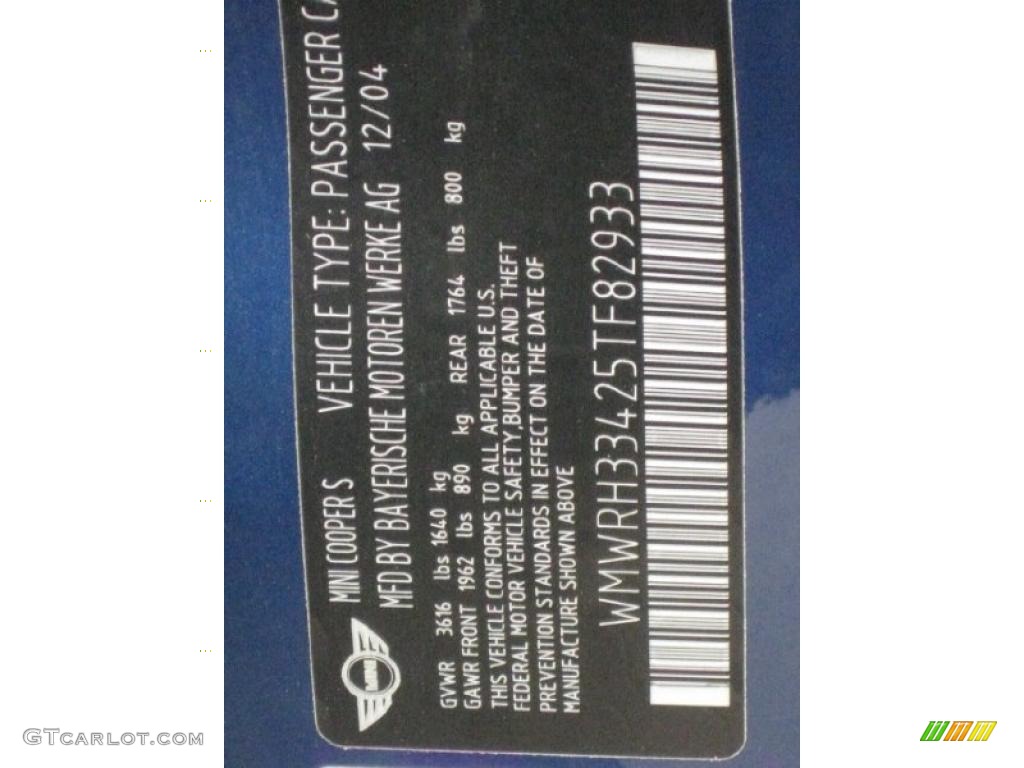 MINI COOPER S VEHICLE TYPE: PASSENGER CA
MFD BY BAYERISCHE MOTOREN WERKE AG 12/04
MINI
GVWR 3616 lbs 1640 kg
GAWR FRONT 1962 lbs 890 kg REAR 1764 lbs 800 kg
THIS VEHICLE CONFORMS TO ALL APPLICABLE U.S.
FEDERAL MOTOR VEHICLE SAFETY,BUMPER AND THEFT
PREVENTION STANDARDS IN EFFECT ON THE DATE OF
MANUFACTURE SHOWN ABOVE
WMWRH33425TF82933
GTcarlot.com